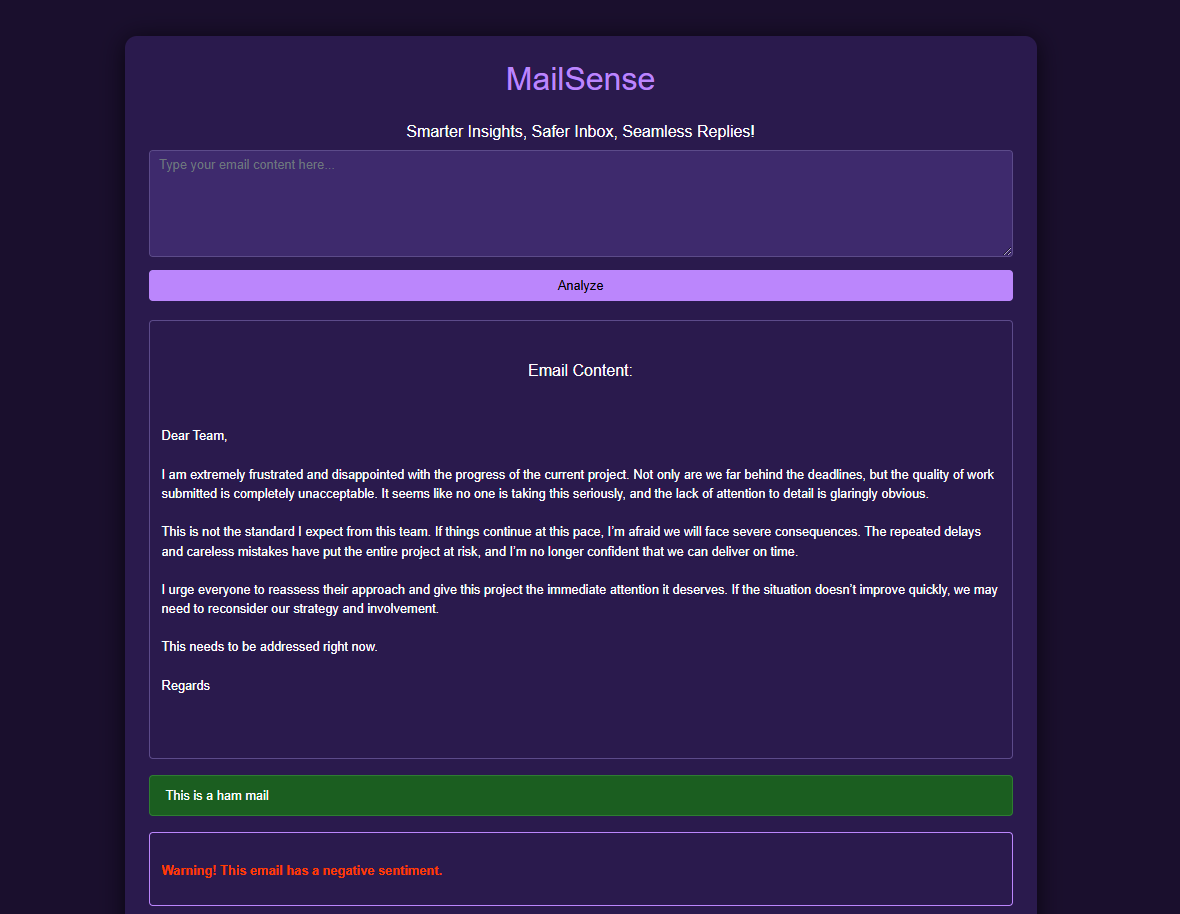 MailSense
Smarter Insights, Safer Inbox, Seamless Replies!
Type your email content here...
Analyze
Email Content:
Dear Team,
I am extremely frustrated and disappointed with the progress of the current project. Not only are we far behind the deadlines, but the quality of work
submitted is completely unacceptable. It seems like no one is taking this seriously, and the lack of attention to detail is glaringly obvious.
This is not the standard I expect from this team. If things continue at this pace, I’m afraid we will face severe consequences. The repeated delays
and careless mistakes have put the entire project at risk, and I’m no longer confident that we can deliver on time.
I urge everyone to reassess their approach and give this project the immediate attention it deserves. If the situation doesn’t improve quickly, we may
need to reconsider our strategy and involvement.
This needs to be addressed right now.
Regards
This is a ham mail
Warning! This email has a negative sentiment.